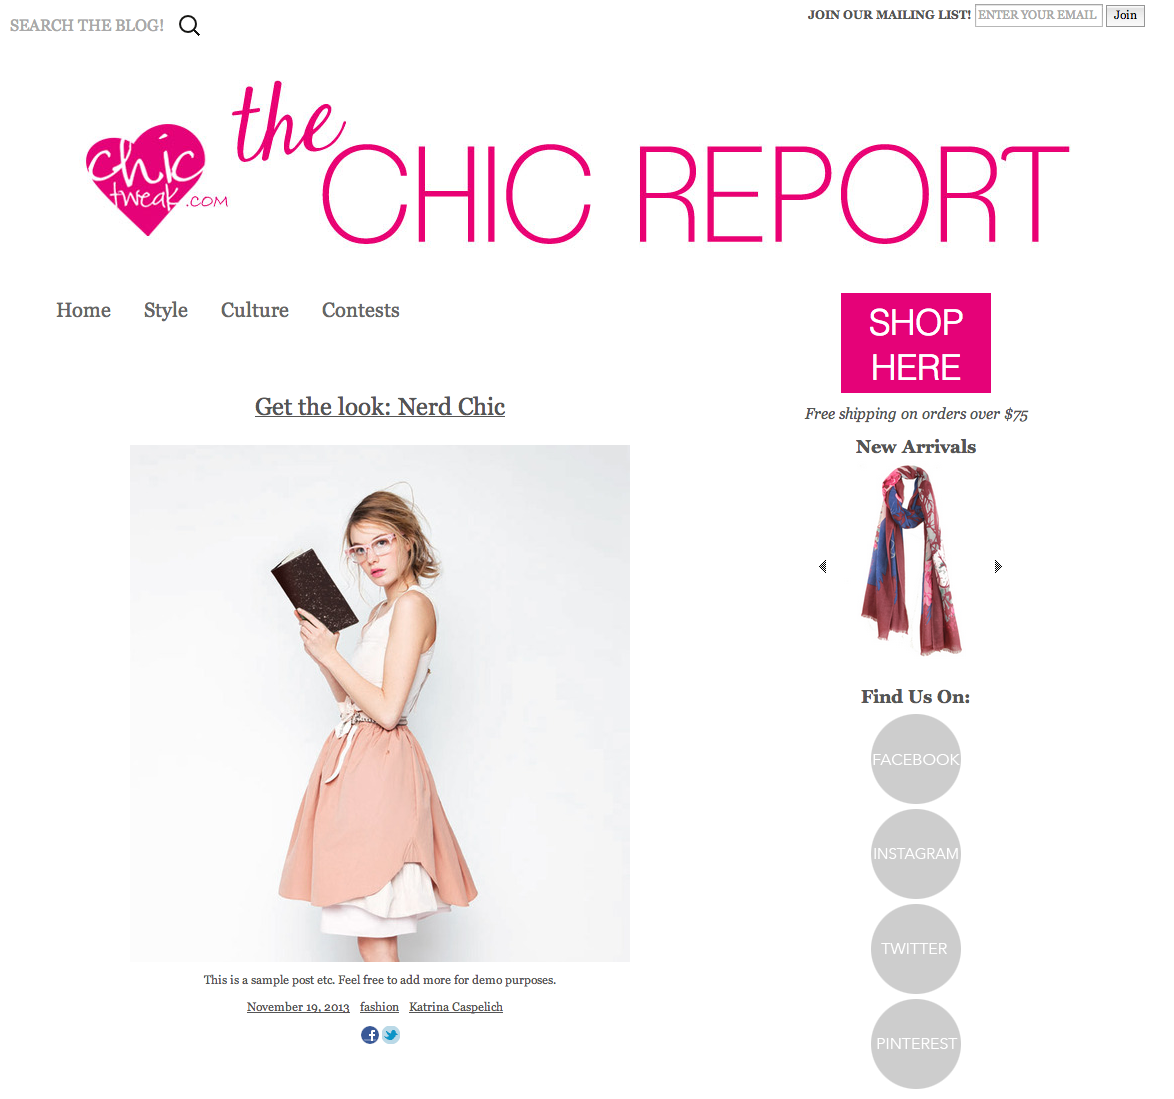 SEARCH THE BLOG!
JOIN OUR MAILING LIST! ENTER YOUR EMAIL Join
chic
tweak.com
the
CHIC REPORT
Home Style Culture Contests
SHOP
HERE
Free shipping on orders over $75
New Arrivals
Get the look: Nerd Chic
This is a sample post etc. Feel free to add more for demo purposes.
November 19, 2013 fashion Katrina Caspelich
Find Us On:
FACEBOOK
INSTAGRAM
TWITTER
PINTEREST